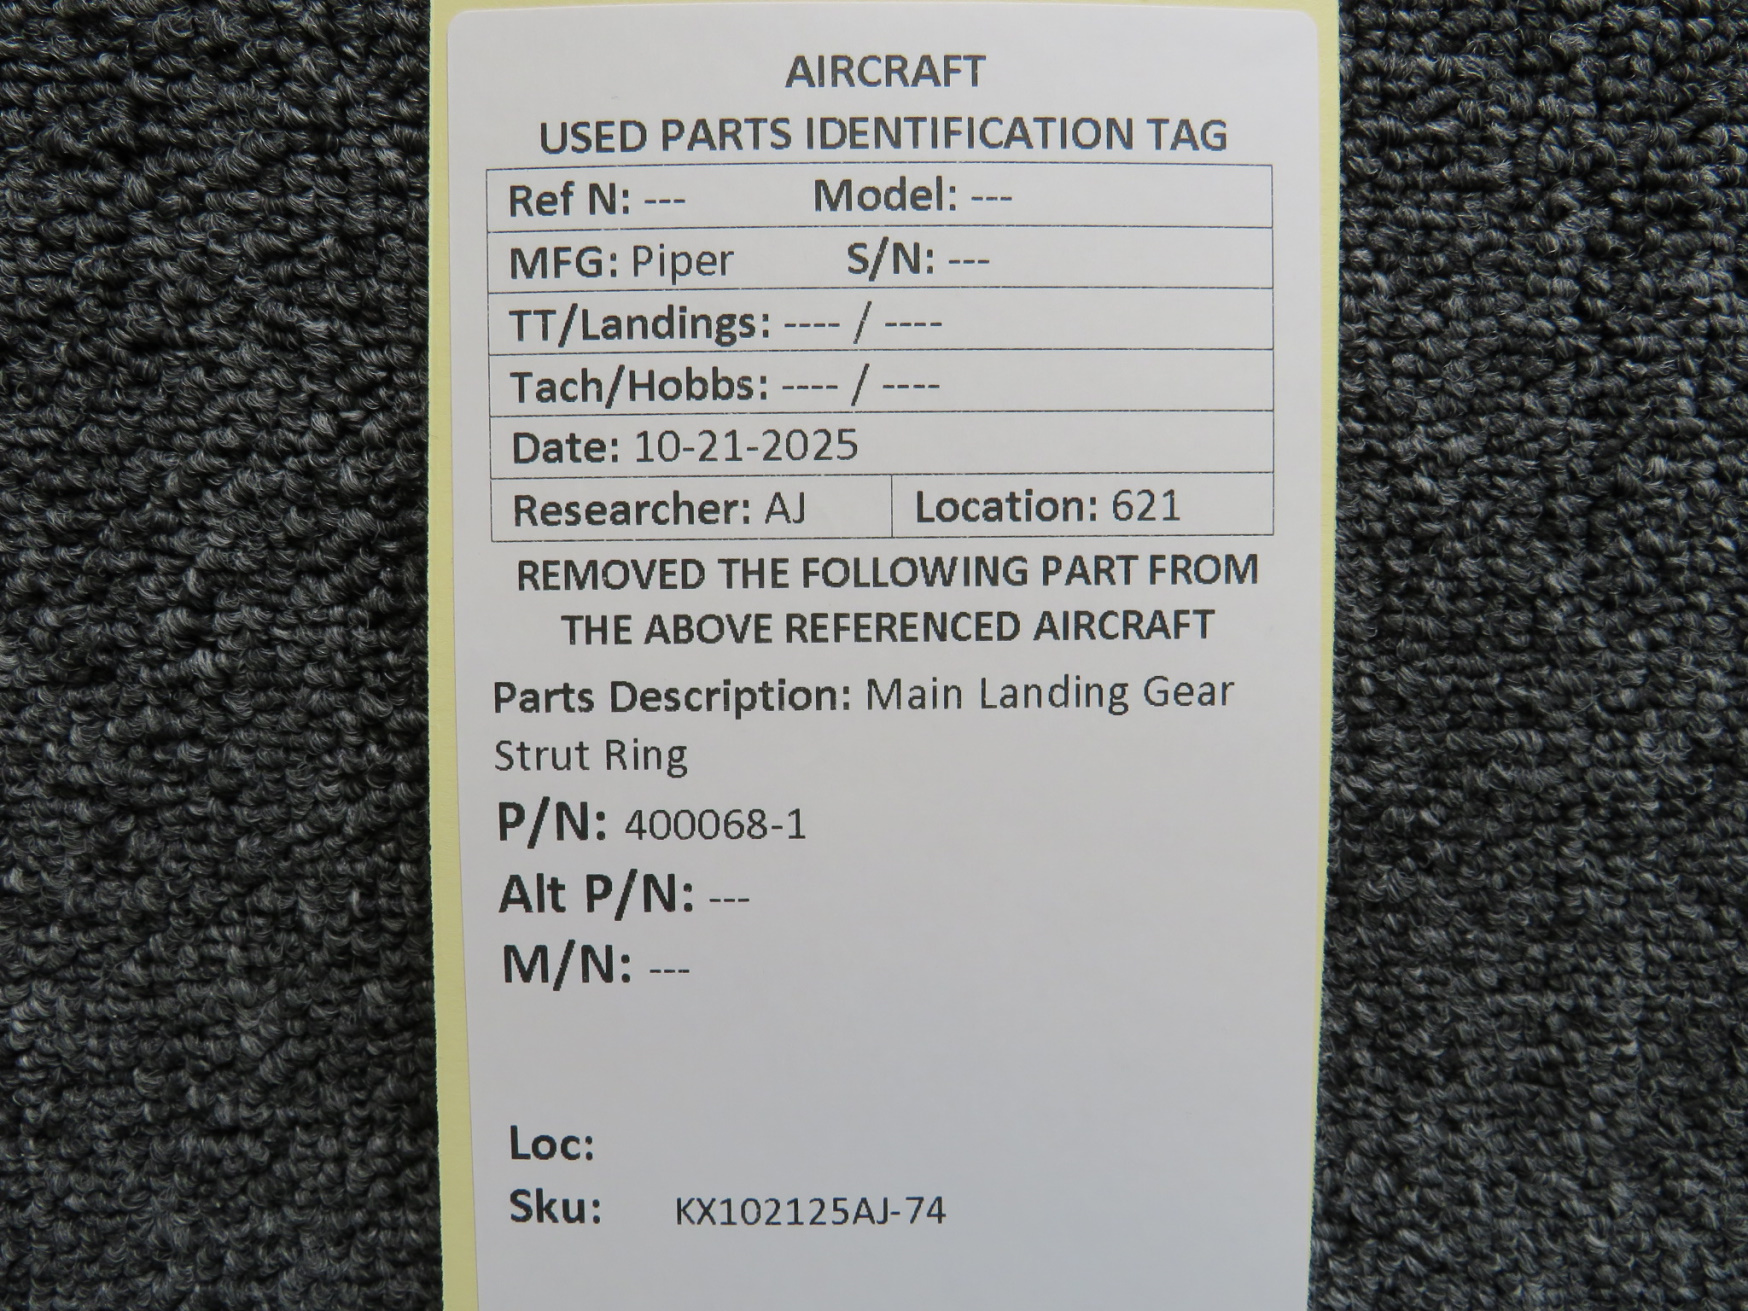 AIRCRAFT
USED PARTS IDENTIFICATION TAG
Ref N: --- Model: ---
MFG: Piper S/N: ---
TT/Landings: ---- / ----
Tach/Hobbs: ---- / ----
Date: 10-21-2025
Researcher: AJ Location: 621
REMOVED THE FOLLOWING PART FROM
THE ABOVE REFERENCED AIRCRAFT
Parts Description: Main Landing Gear
Strut Ring
P/N: 400068-1
Alt P/N: ---
M/N: ---
Loc:
Sku: KX102125AJ-74